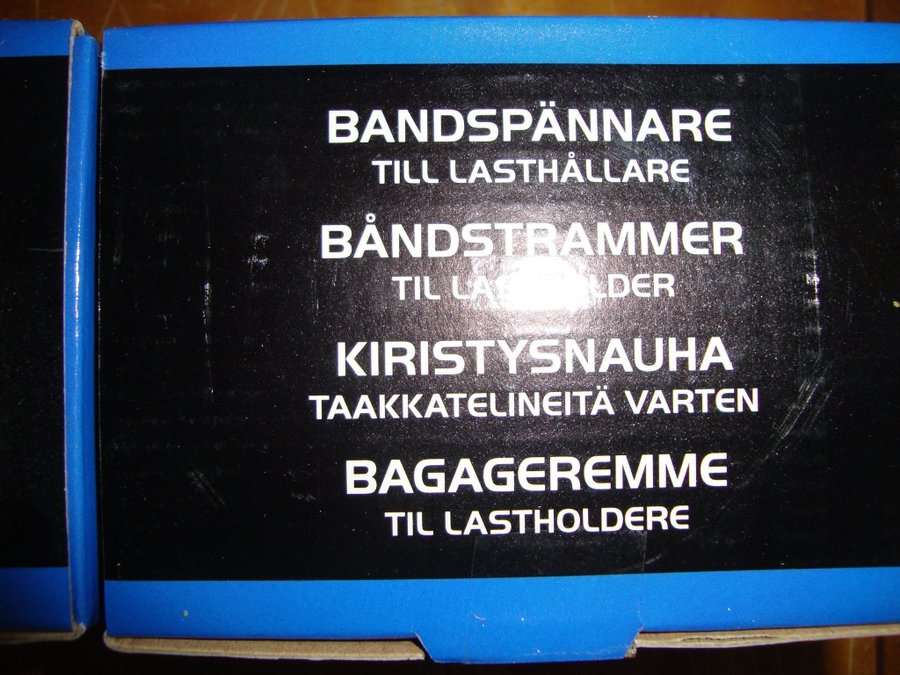 BANDSPÄNNARE
TILL LASTHÅLLARE
BÅNDSTRAMMER
TIL
KIRISTYSNAUHA
TAAKKATELINEITÄ VARTEN
BAGAGEREMME
TIL LASTHOLDERE